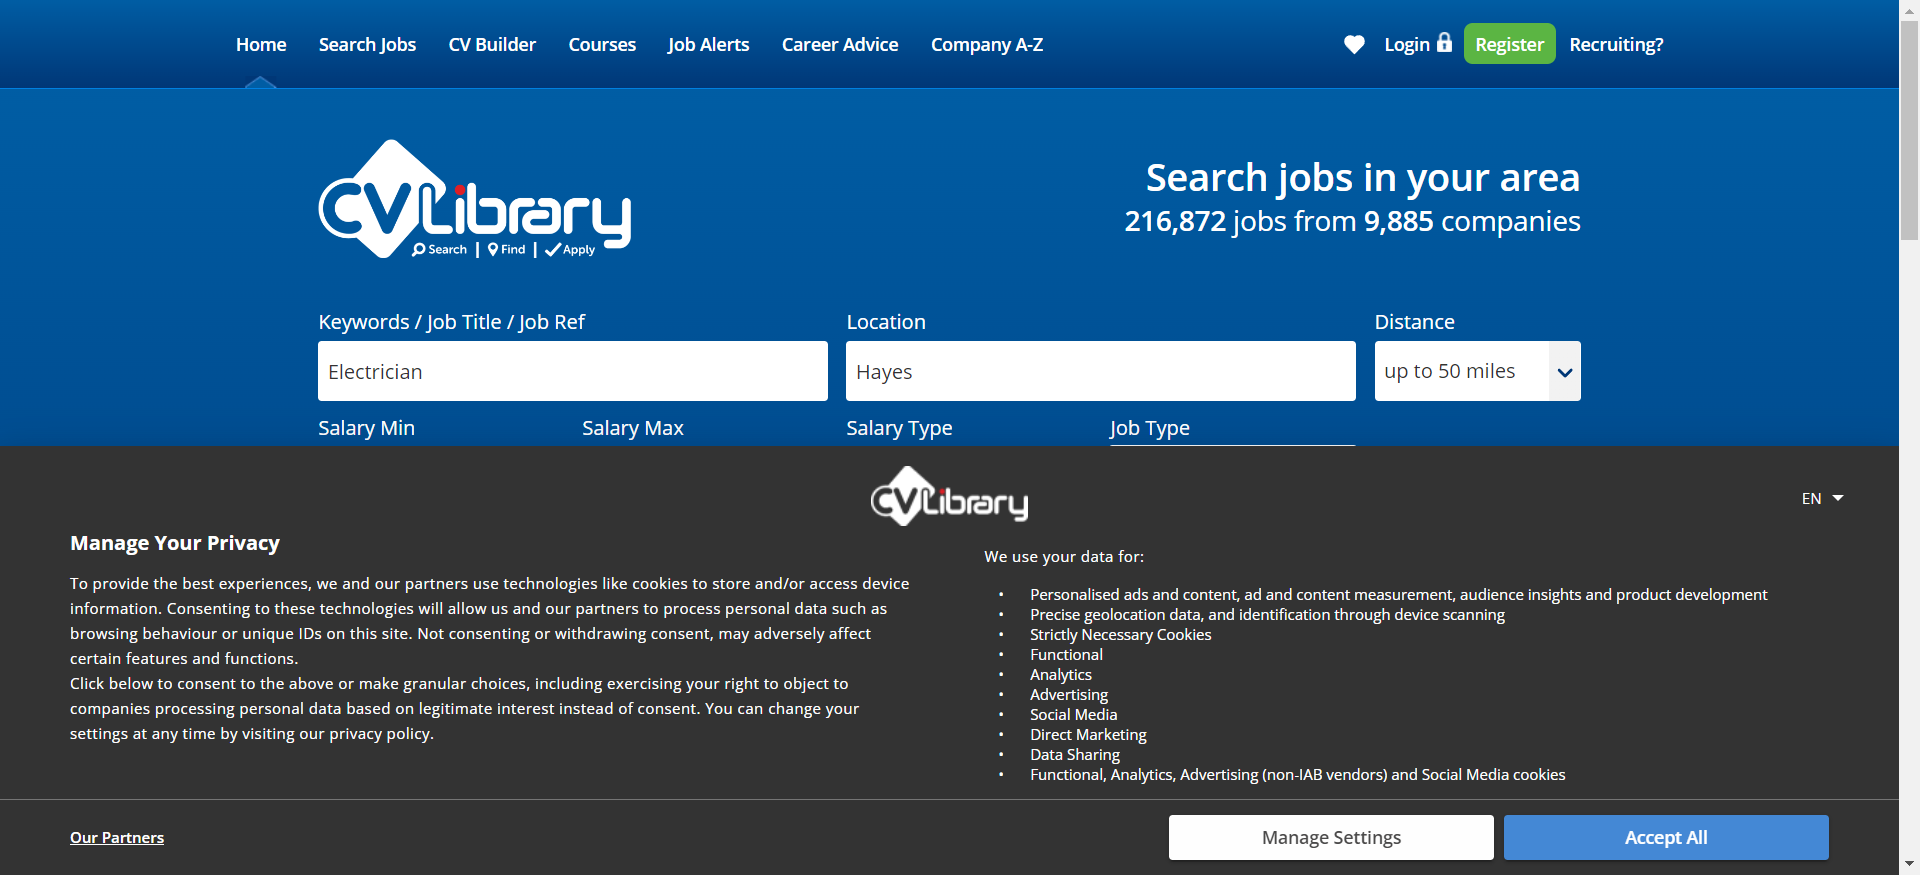 Home Search Jobs CV Builder Courses Job Alerts Career Advice Company A-Z Login Register Recruiting?
CV Library
Search | Find | Apply
Search jobs in your area
216,872 jobs from 9,885 companies
Keywords / Job Title / Job Ref Location Distance
Electrician Hayes up to 50 miles
Salary Min Salary Max Salary Type Job Type
CV Library
EN
Manage Your Privacy
To provide the best experiences, we and our partners use technologies like cookies to store and/or access device
information. Consenting to these technologies will allow us and our partners to process personal data such as
browsing behaviour or unique IDs on this site. Not consenting or withdrawing consent, may adversely affect
certain features and functions.
Click below to consent to the above or make granular choices, including exercising your right to object to
companies processing personal data based on legitimate interest instead of consent. You can change your
settings at any time by visiting our privacy policy.
We use your data for:
• Personalised ads and content, ad and content measurement, audience insights and product development
• Precise geolocation data, and identification through device scanning
• Strictly Necessary Cookies
• Functional
• Analytics
• Advertising
• Social Media
• Direct Marketing
• Data Sharing
• Functional, Analytics, Advertising (non-IAB vendors) and Social Media cookies
Our Partners Manage Settings Accept All